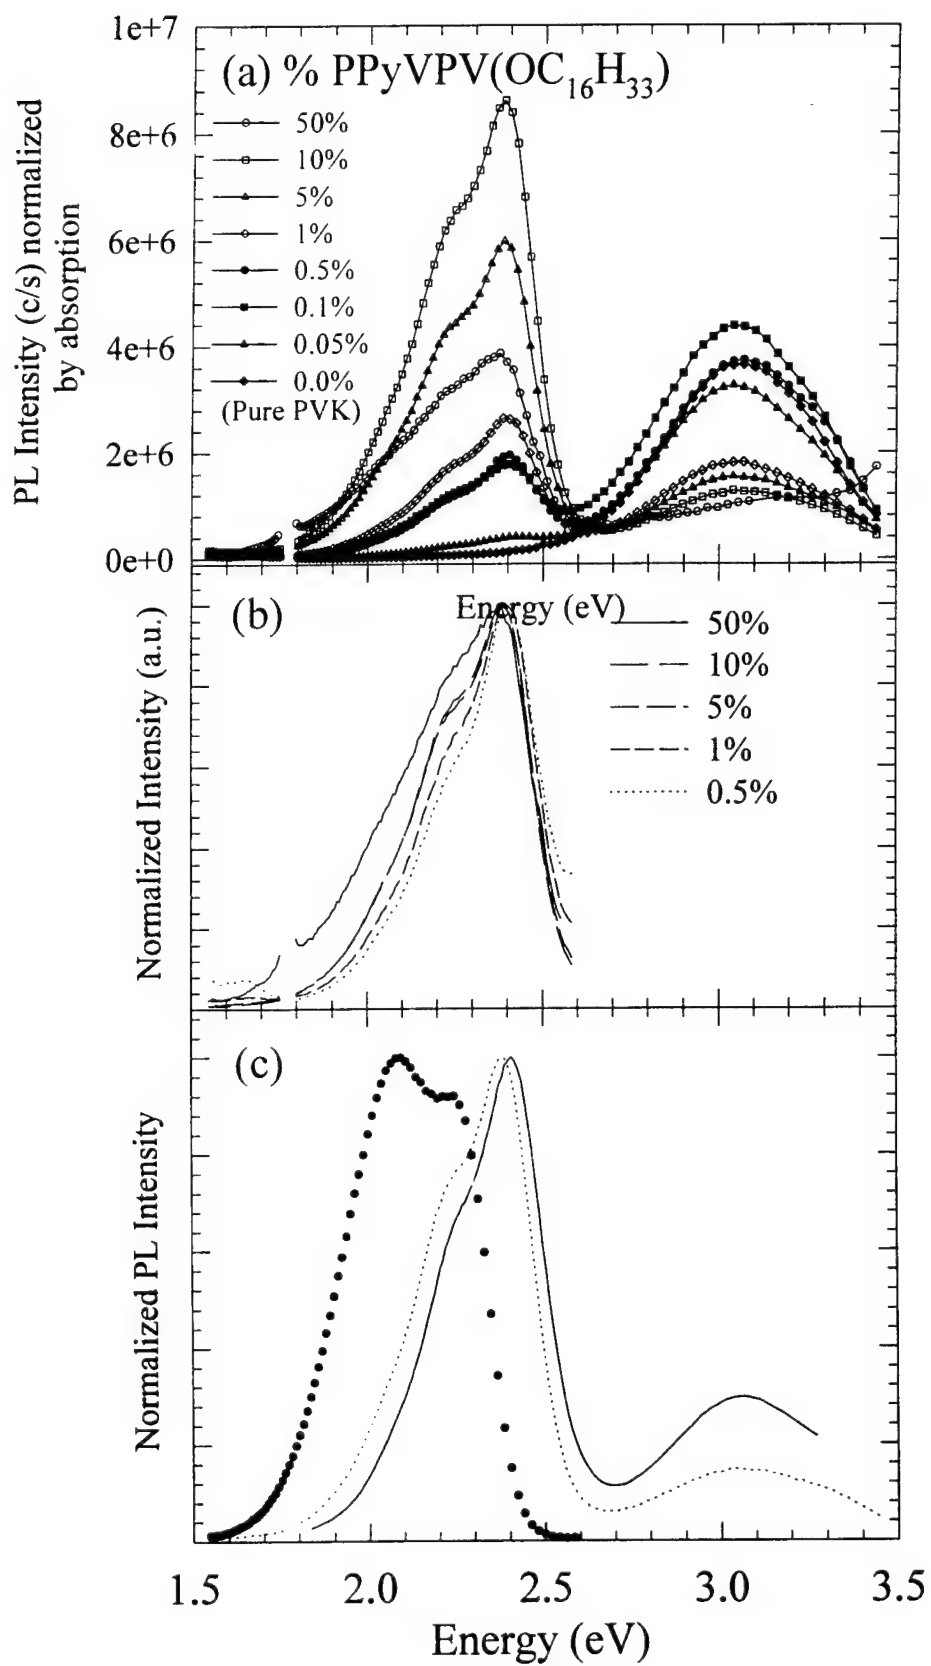 1e+7
(a) % PPyVPV(OC₁₆H₃₃)
PL Intensity (c/s) normalized
by absorption
8e+6
6e+6
4e+6
2e+6
0e+0
50%
10%
5%
1%
0.5%
0.1%
0.05%
0.0%
(Pure PVK)
(b)
Energy (eV)
Normalized Intensity (a.u.)
50%
10%
5%
1%
0.5%
(c)
Normalized PL Intensity
1.5 2.0 2.5 3.0 3.5
Energy (eV)